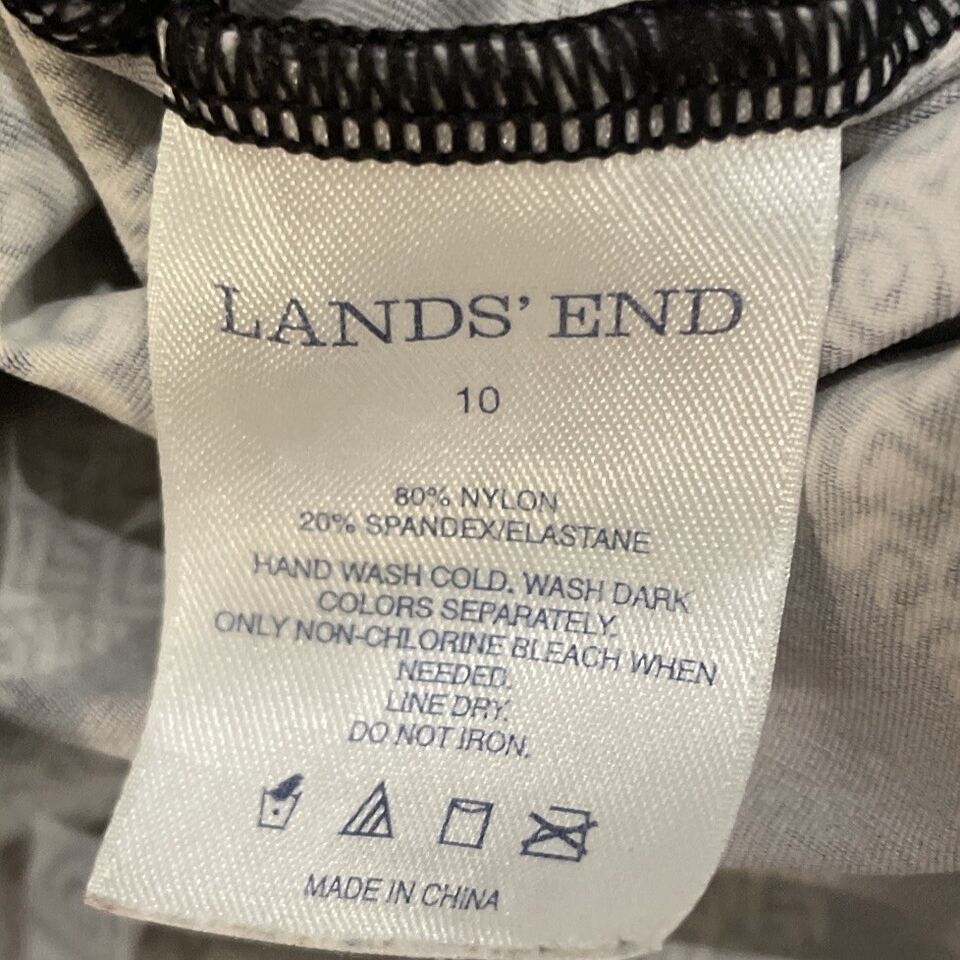 LANDS' END
10
80% NYLON
20% SPANDEX/ELASTANE
HAND WASH COLD. WASH DARK
COLORS SEPARATELY.
ONLY NON-CHLORINE BLEACH WHEN
NEEDED.
LINE DRY.
DO NOT IRON.
MADE IN CHINA